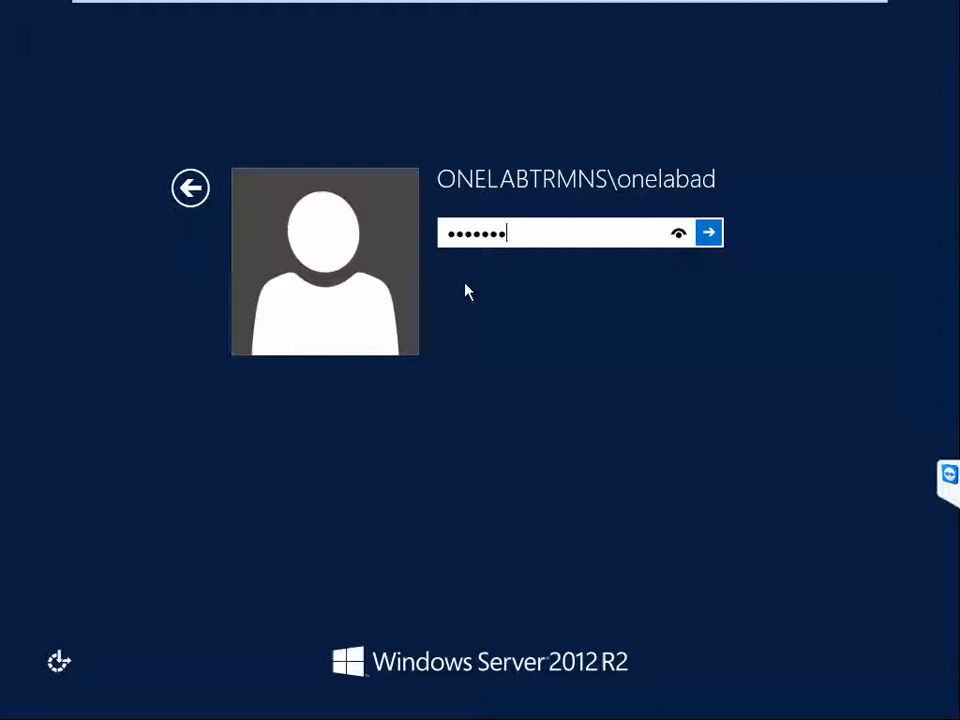 ONELABTRMNS\onelabad
•••••••
Windows Server 2012 R2